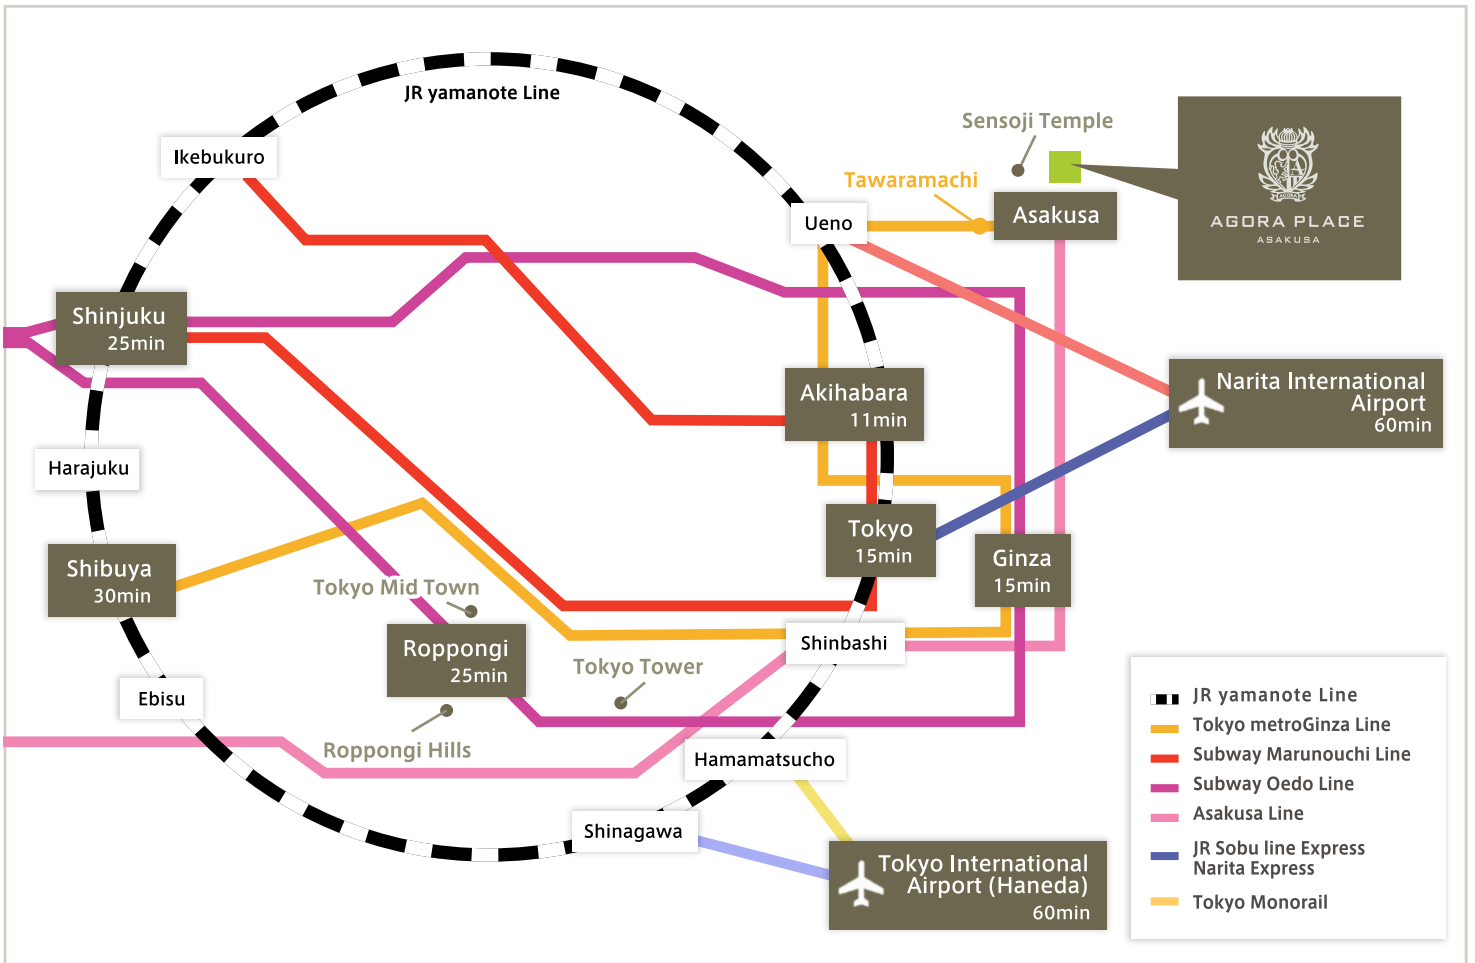 JR yamanote Line
Ikebukuro
Sensoji Temple
Tawaramachi
Ueno
Asakusa
AGORA PLACE
ASAKUSA
Shinjuku
25min
Akihabara
11min
Narita International
Airport
60min
Harajuku
Tokyo
15min
Ginza
15min
Shibuya
30min
Tokyo Mid Town
Roppongi
25min
Shinbashi
Tokyo Tower
Ebisu
Roppongi Hills
Hamamatsucho
Shinagawa
Tokyo International
Airport (Haneda)
60min
JR yamanote Line
Tokyo metroGinza Line
Subway Marunouchi Line
Subway Oedo Line
Asakusa Line
JR Sobu line Express
Narita Express
Tokyo Monorail